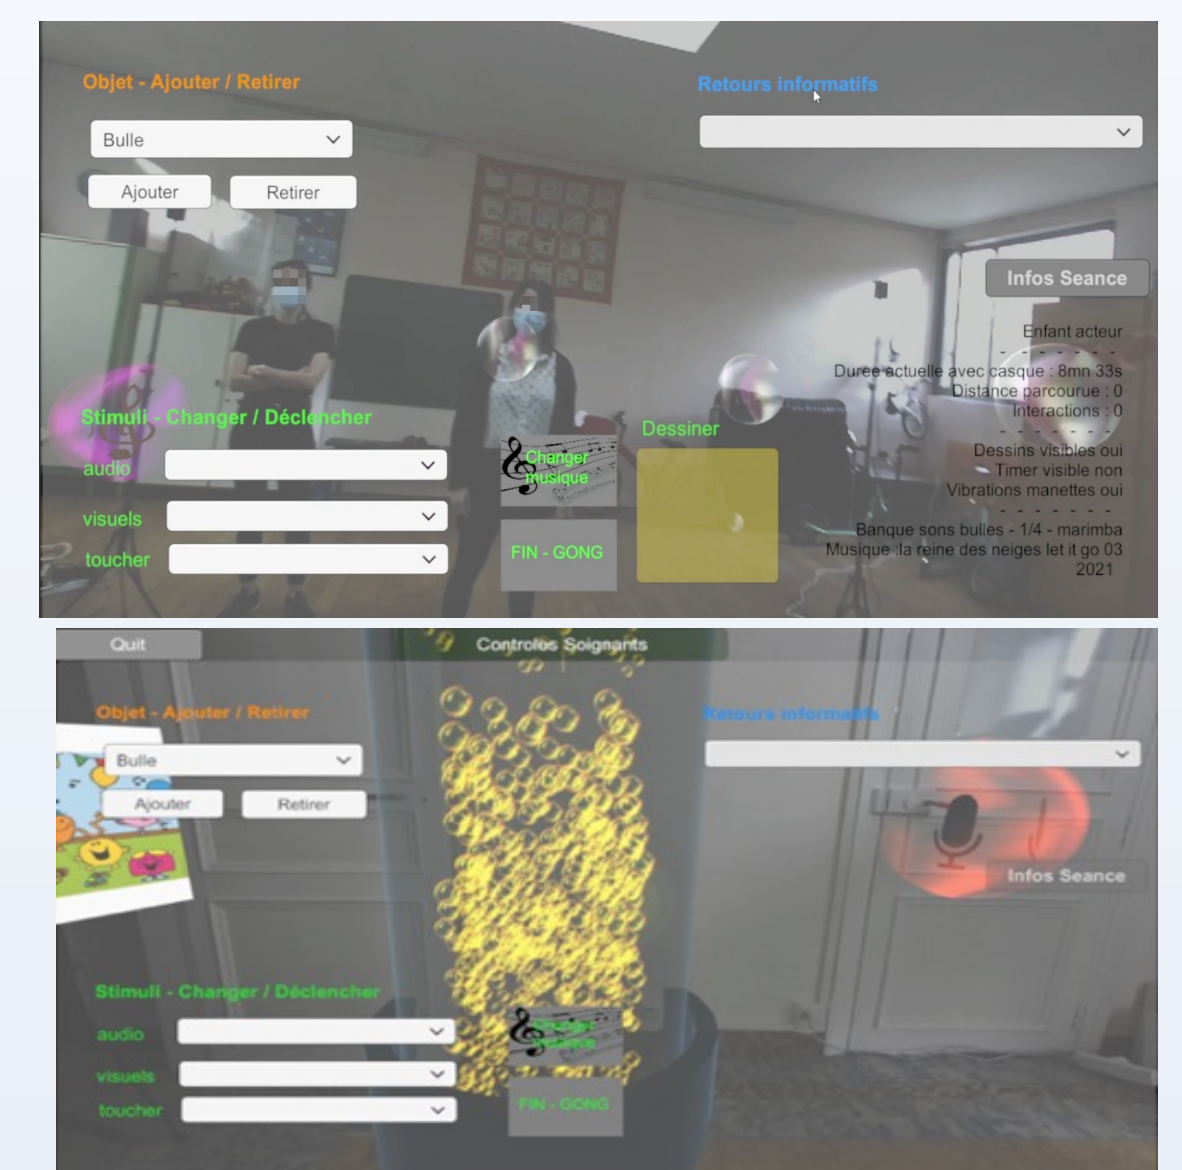 Objet - Ajouter / Retirer
Retours informatifs
Bulle
Ajouter
Retirer
Infos Seance
Enfant acteur
- - - - - - -
Duree actuelle avec casque : 8mn 33s
Distance parcourue : 0
Interactions : 0
- - - - - - -
Dessins visibles oui
Timer visible non
Vibrations manettes oui
- - - - - - -
Banque sons bulles - 1/4 - marimba
Musique :la reine des neiges let it go 03
2021
Stimuli - Changer / Déclencher
audio
visuels
toucher
Changer
musique
FIN - GONG
Dessiner
Quit
Controles Soignants
Objet - Ajouter / Retirer
Retours informatifs
Bulle
Ajouter
Retirer
Infos Seance
Stimuli - Changer / Déclencher
audio
visuels
toucher
Changer
musique
FIN - GONG